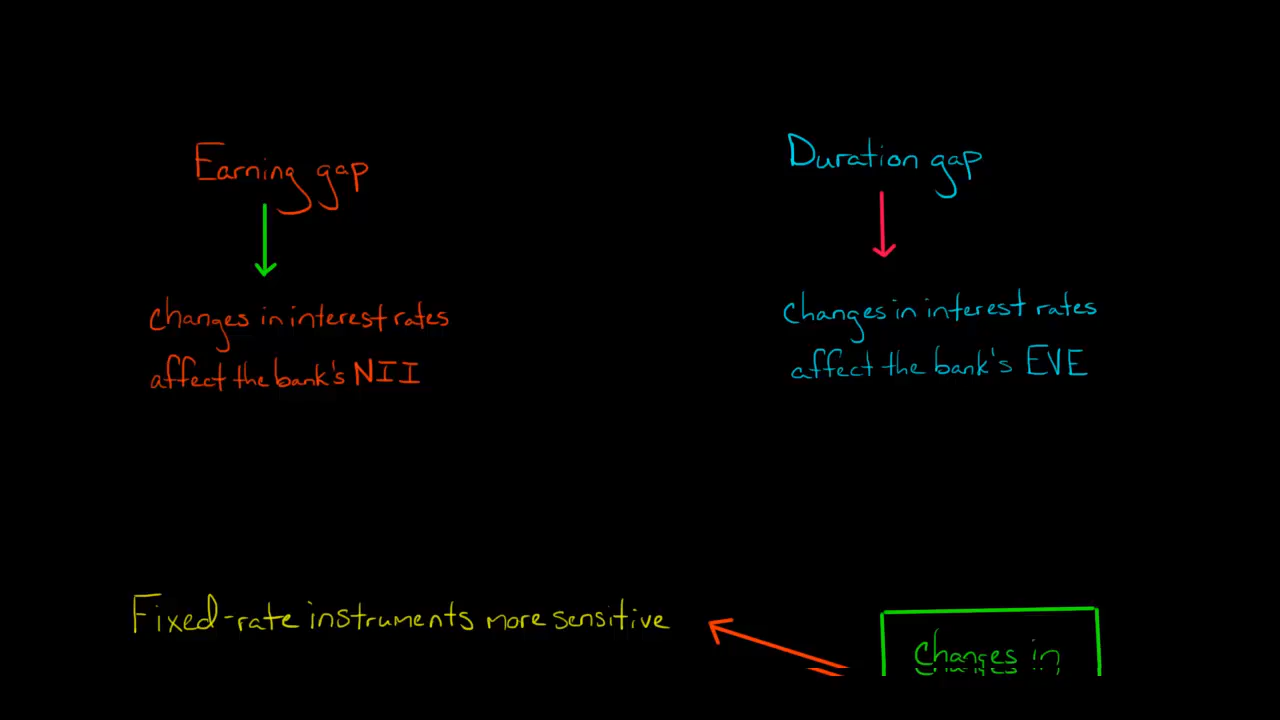 Earning gap
changes in interest rates
affect the bank's NII
Duration gap
changes in interest rates
affect the bank's EVE
Fixed-rate instruments more sensitive
Changes in